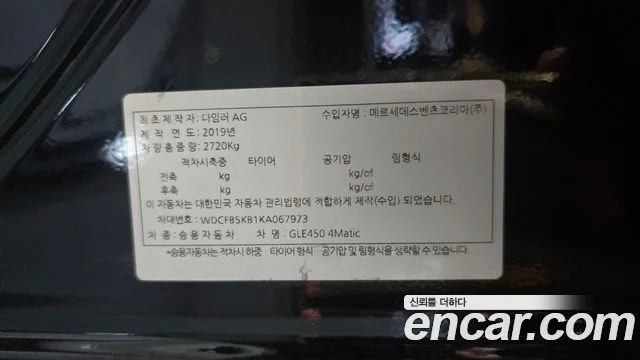 최초제작자: 다임러 AG 수입자명: 메르세데스벤츠코리아(주)
제 작 연 도: 2019년
차량총중량: 2720Kg
적차시축중 타이어 공기압 림형식
전축 kg kg/㎠
후축 kg kg/㎠
이 자동차는 대한민국 자동차 관리법령에 적합하게 제작(수입) 되었습니다.
차대번호: WDCFB5KB1KA067973
차 종: 승용자동차 차 명: GLE450 4Matic
*승용자동차는 적차시 하중 · 타이어 형식 · 공기압 및 림형식을 생략할 수 있습니다.
신뢰를 더하다
encar.com